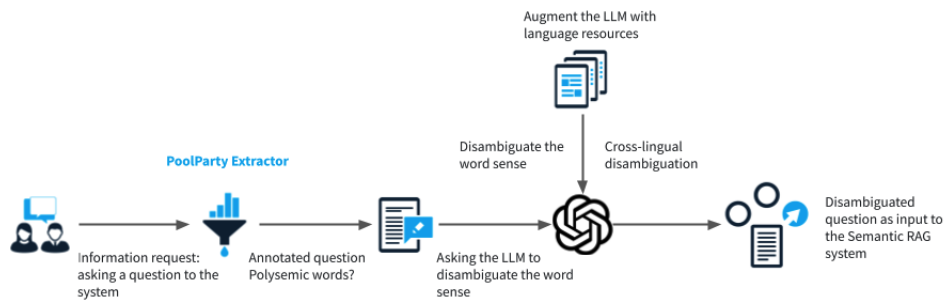 Augment the LLM with
language resources
Disambiguate the
word sense
Cross-lingual
disambiguation
PoolParty Extractor
Information request:
asking a question to the
system
Annotated question
Polysemic words?
Asking the LLM to
disambiguate the word
sense
Disambiguated
question as input to
the Semantic RAG
system